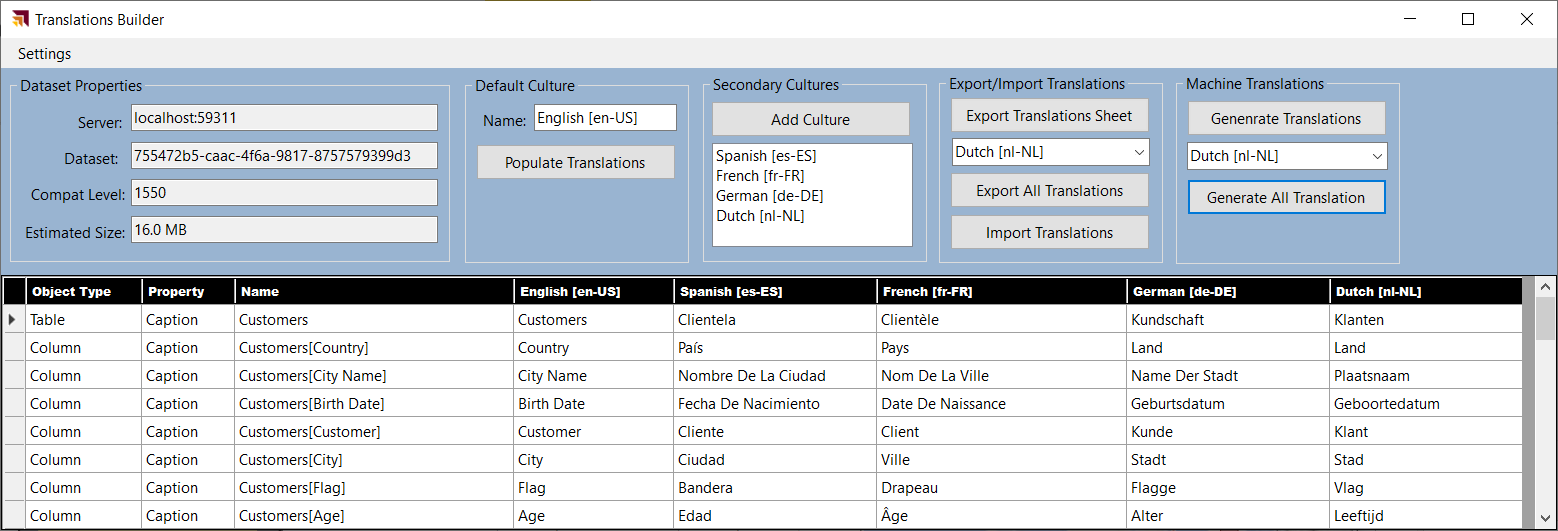 Translations Builder
Settings
Dataset Properties
Server: localhost:59311
Dataset: 755472b5-caac-4f6a-9817-8757579399d3
Compat Level: 1550
Estimated Size: 16.0 MB
Default Culture
Name: English [en-US]
Populate Translations
Secondary Cultures
Add Culture
Spanish [es-ES]
French [fr-FR]
German [de-DE]
Dutch [nl-NL]
Export/Import Translations
Export Translations Sheet
Dutch [nl-NL]
Export All Translations
Import Translations
Machine Translations
Genenrate Translations
Dutch [nl-NL]
Generate All Translation
Object Type Property Name English [en-US] Spanish [es-ES] French [fr-FR] German [de-DE] Dutch [nl-NL]
Table Caption Customers Customers Clientela Clientèle Kundschaft Klanten
Column Caption Customers[Country] Country País Pays Land Land
Column Caption Customers[City Name] City Name Nombre De La Ciudad Nom De La Ville Name Der Stadt Plaatsnaam
Column Caption Customers[Birth Date] Birth Date Fecha De Nacimiento Date De Naissance Geburtsdatum Geboortedatum
Column Caption Customers[Customer] Customer Cliente Client Kunde Klant
Column Caption Customers[City] City Ciudad Ville Stadt Stad
Column Caption Customers[Flag] Flag Bandera Drapeau Flagge Vlag
Column Caption Customers[Age] Age Edad Âge Alter Leeftijd